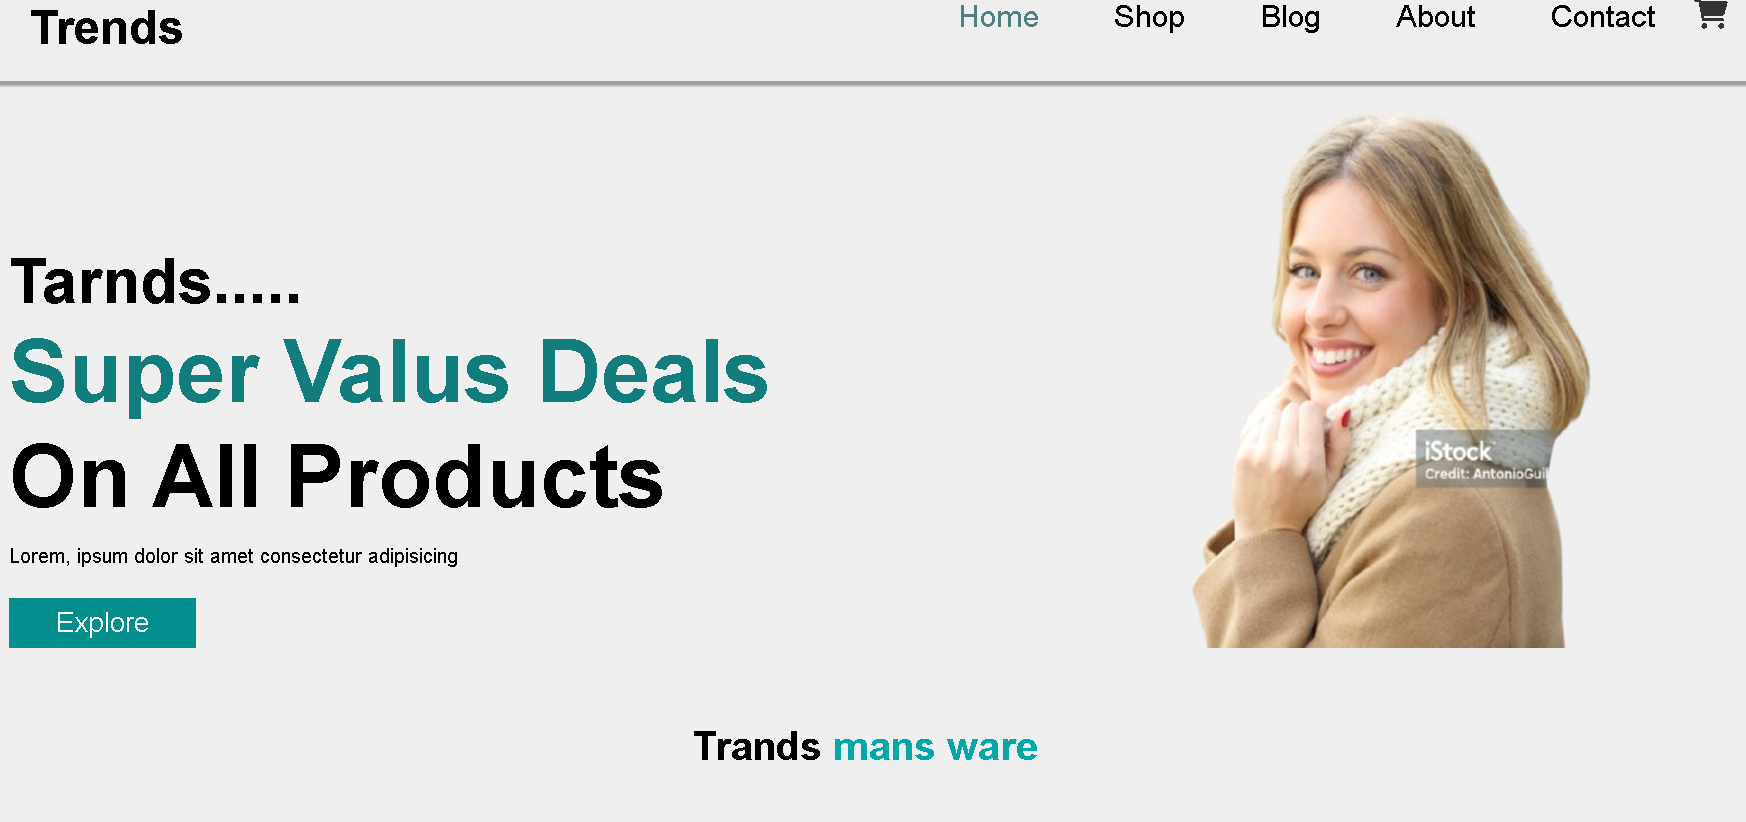 Trends
Home Shop Blog About Contact
Tarnds.....
Super Valus Deals
On All Products
Lorem, ipsum dolor sit amet consectetur adipisicing
Explore
iStock
Credit: AntonioGuil
Trands mans ware